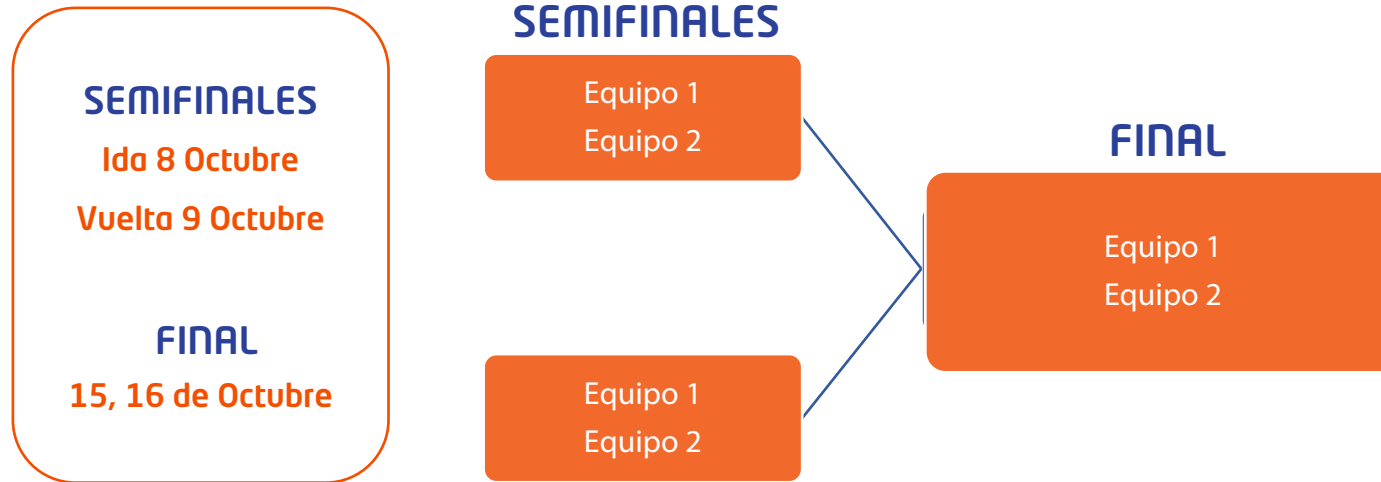 SEMIFINALES
Ida 8 Octubre
Vuelta 9 Octubre
FINAL
15, 16 de Octubre
SEMIFINALES
Equipo 1
Equipo 2
Equipo 1
Equipo 2
FINAL
Equipo 1
Equipo 2